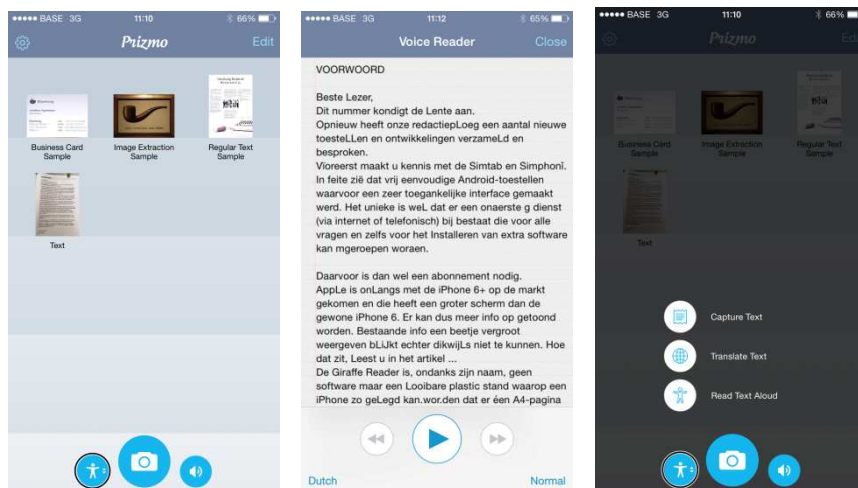 ●●●●● BASE 3G 11:10 66%
Prizmo Edit
Business Card Sample
Image Extraction Sample
Regular Text Sample
Text
●●●●● BASE 3G 11:12 65%
Voice Reader Close
VOORWOORD
Beste Lezer,
Dit nummer kondigt de Lente aan.
Opnieuw heeft onze redactiepLoeg een aantal nieuwe
toesteLLen en ontwikkelingen verzameLd en
besproken.
Víoreerst maakt u kennis met de Simtab en Simphonî.
In feite zië dat vrij eenvoudige Android-toestellen
waarvoor een zeer toegankelijke interface gemaakt
werd. Het unieke is weL dat er een onaerste g dienst
(via internet of telefonisch) bij bestaat die voor alle
vragen en zelfs voor het Installeren van extra software
kan mgeroepen woraen.
Daarvoor is dan wel een abonnement nodig.
AppLe is onLangs met de iPhone 6+ op de markt
gekomen en die heeft een groter scherm dan de
gewone iPhone 6. Er kan dus meer info op getoond
worden. Bestaande info een beetje vergroot
weergeven bLiJkt echter dikwijLs niet te kunnen. Hoe
dat zit, Leest u in het artikel ...
De Giraffe Reader is, ondanks zijn naam, geen
software maar een Looibare plastic stand waarop een
iPhone zo geLegd kan.wor.den dat er éen A4-pagina
Dutch Normal
●●●●● BASE 3G 11:10 66%
Prizmo Ed
Business Card Sample
Image Extraction Sample
Regular Text Sample
Text
Capture Text
Translate Text
Read Text Aloud